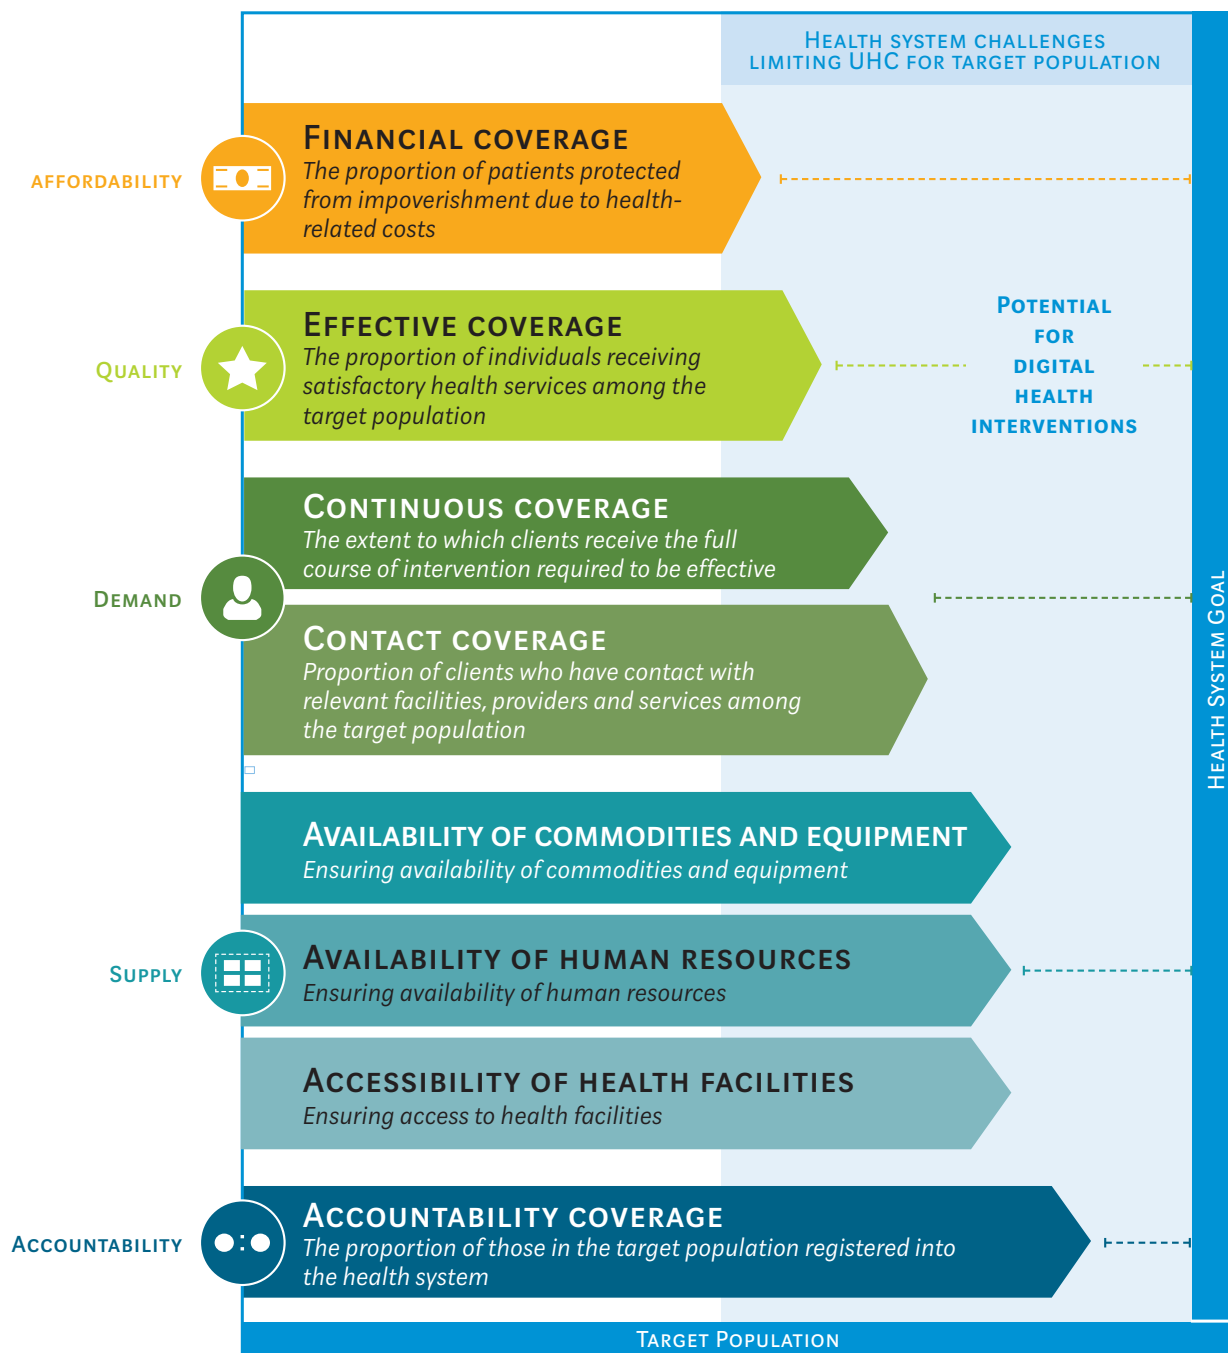 HEALTH SYSTEM CHALLENGES
LIMITING UHC FOR TARGET POPULATION
AFFORDABILITY
FINANCIAL COVERAGE
The proportion of patients protected
from impoverishment due to health-
related costs
QUALITY
EFFECTIVE COVERAGE
The proportion of individuals receiving
satisfactory health services among the
target population
POTENTIAL
FOR
DIGITAL
HEALTH
INTERVENTIONS
DEMAND
CONTINUOUS COVERAGE
The extent to which clients receive the full
course of intervention required to be effective
CONTACT COVERAGE
Proportion of clients who have contact with
relevant facilities, providers and services among
the target population
SUPPLY
AVAILABILITY OF COMMODITIES AND EQUIPMENT
Ensuring availability of commodities and equipment
AVAILABILITY OF HUMAN RESOURCES
Ensuring availability of human resources
ACCESSIBILITY OF HEALTH FACILITIES
Ensuring access to health facilities
ACCOUNTABILITY
ACCOUNTABILITY COVERAGE
The proportion of those in the target population registered into
the health system
HEALTH SYSTEM GOAL
TARGET POPULATION